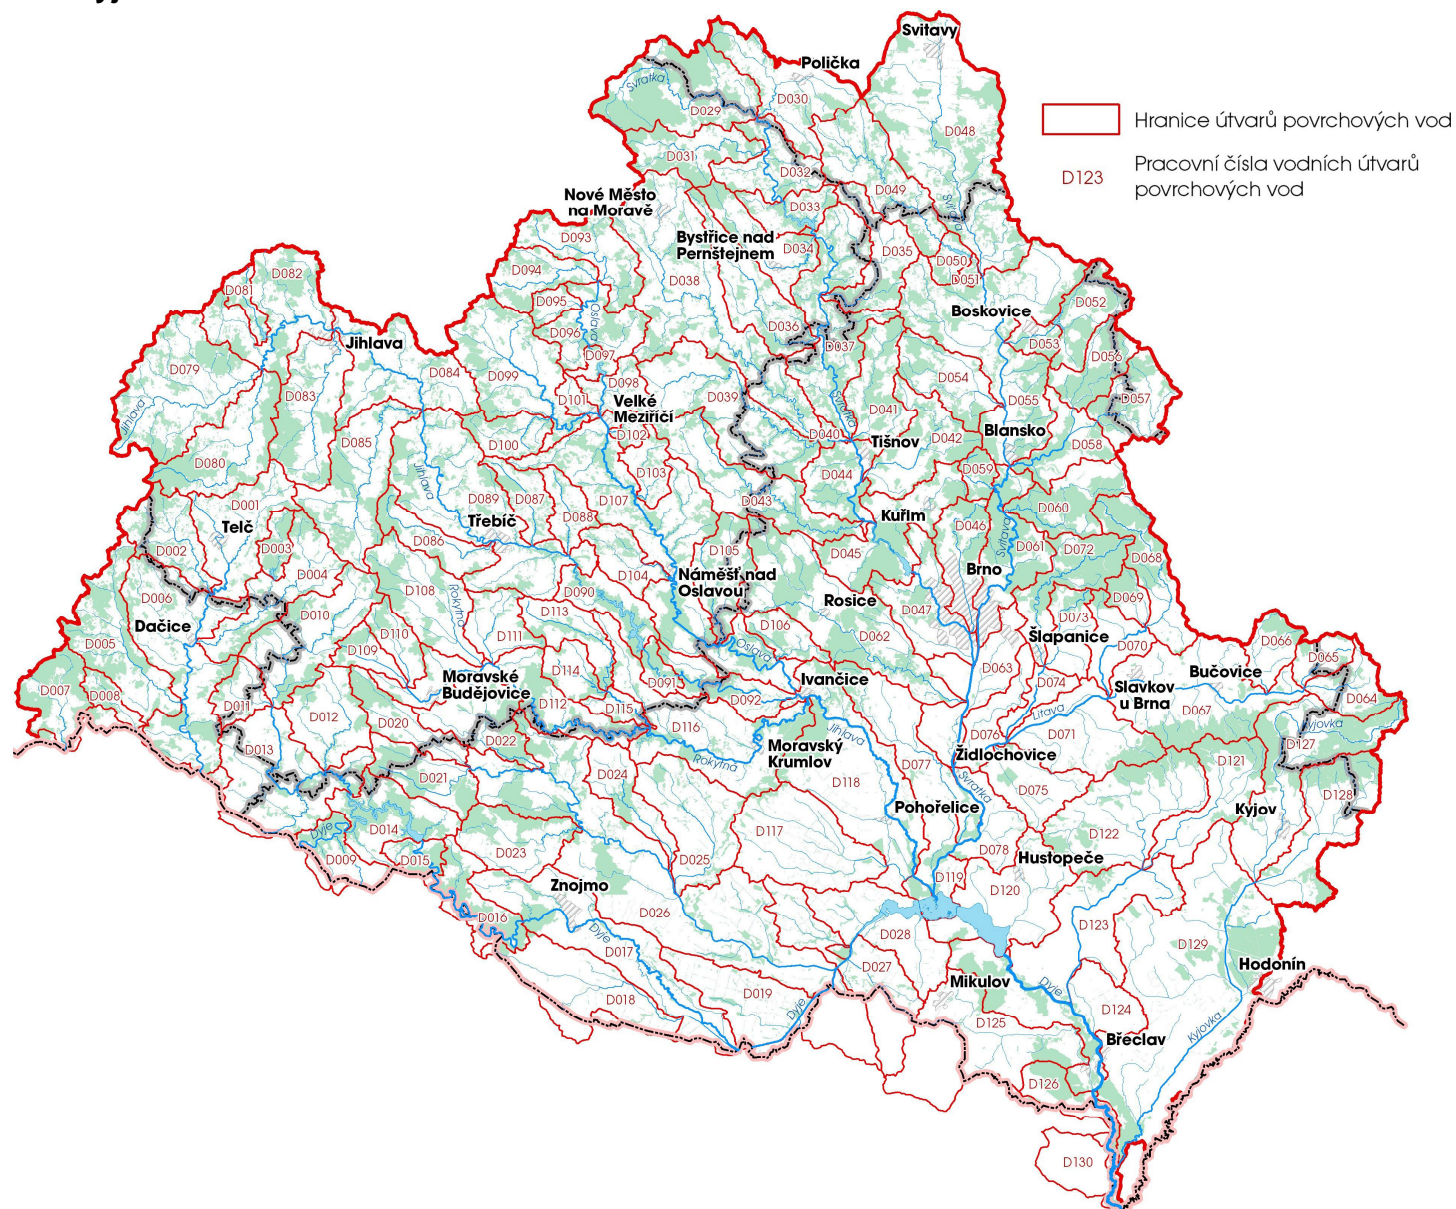 Svitavy
Polička
Svratka
D030
D029
D048
Hranice útvarů povrchových vod
D031
D032
D049
Pracovní čísla vodních útvarů
D123
povrchových vod
Nové Město
na Moravě
D033
Svitava
D093
Bystřice nad
Pernštejnem
D034
D035
D050
D051
D094
D038
D082
D081
D095
Oslava
D052
Boskovice
D096
D036
D037
D053
Jihlava
D097
D056
D079
D084
D099
D098
D054
D057
D083
D101
Velké
Meziříčí
D039
Svratka
D041
D055
Jihlava
D085
D100
D102
D040
Tišnov
D042
Blansko
D058
D080
Jihlava
D103
D044
D059
D001
D089
D087
D107
D043
D060
Telč
Třebíč
D088
Kuřim
D046
Svitava
D002
D003
D086
D105
D045
D061
D072
D068
D004
D104
Náměšť nad
Oslavou
Brno
D006
D108
Rokytná
D090
Rosice
D047
D069
Dačice
D010
D113
D106
D062
D073
Šlapanice
D005
D109
D110
D111
Oslava
D070
D066
D065
D007
D008
Moravské
Budějovice
D114
D091
Ivančice
D063
D074
Slavkov
u Brna
Bučovice
D064
D011
D012
D020
D112
D115
D092
Litava
D067
D013
D022
D116
Jihlava
D076
D071
D127
Rokytná
Moravský
Krumlov
Židlochovice
D021
D024
D118
D077
Svratka
D075
D121
D128
Pohořelice
Kyjov
Dyje
D014
D117
D122
D009
D015
D023
D025
D078
Hustopeče
Znojmo
D119
D120
D016
D026
D123
Dyje
D017
D028
D129
D027
Hodonín
D018
D019
Mikulov
Dyje
Dyje
D124
D125
Břeclav
Kyjovka
D126
D130